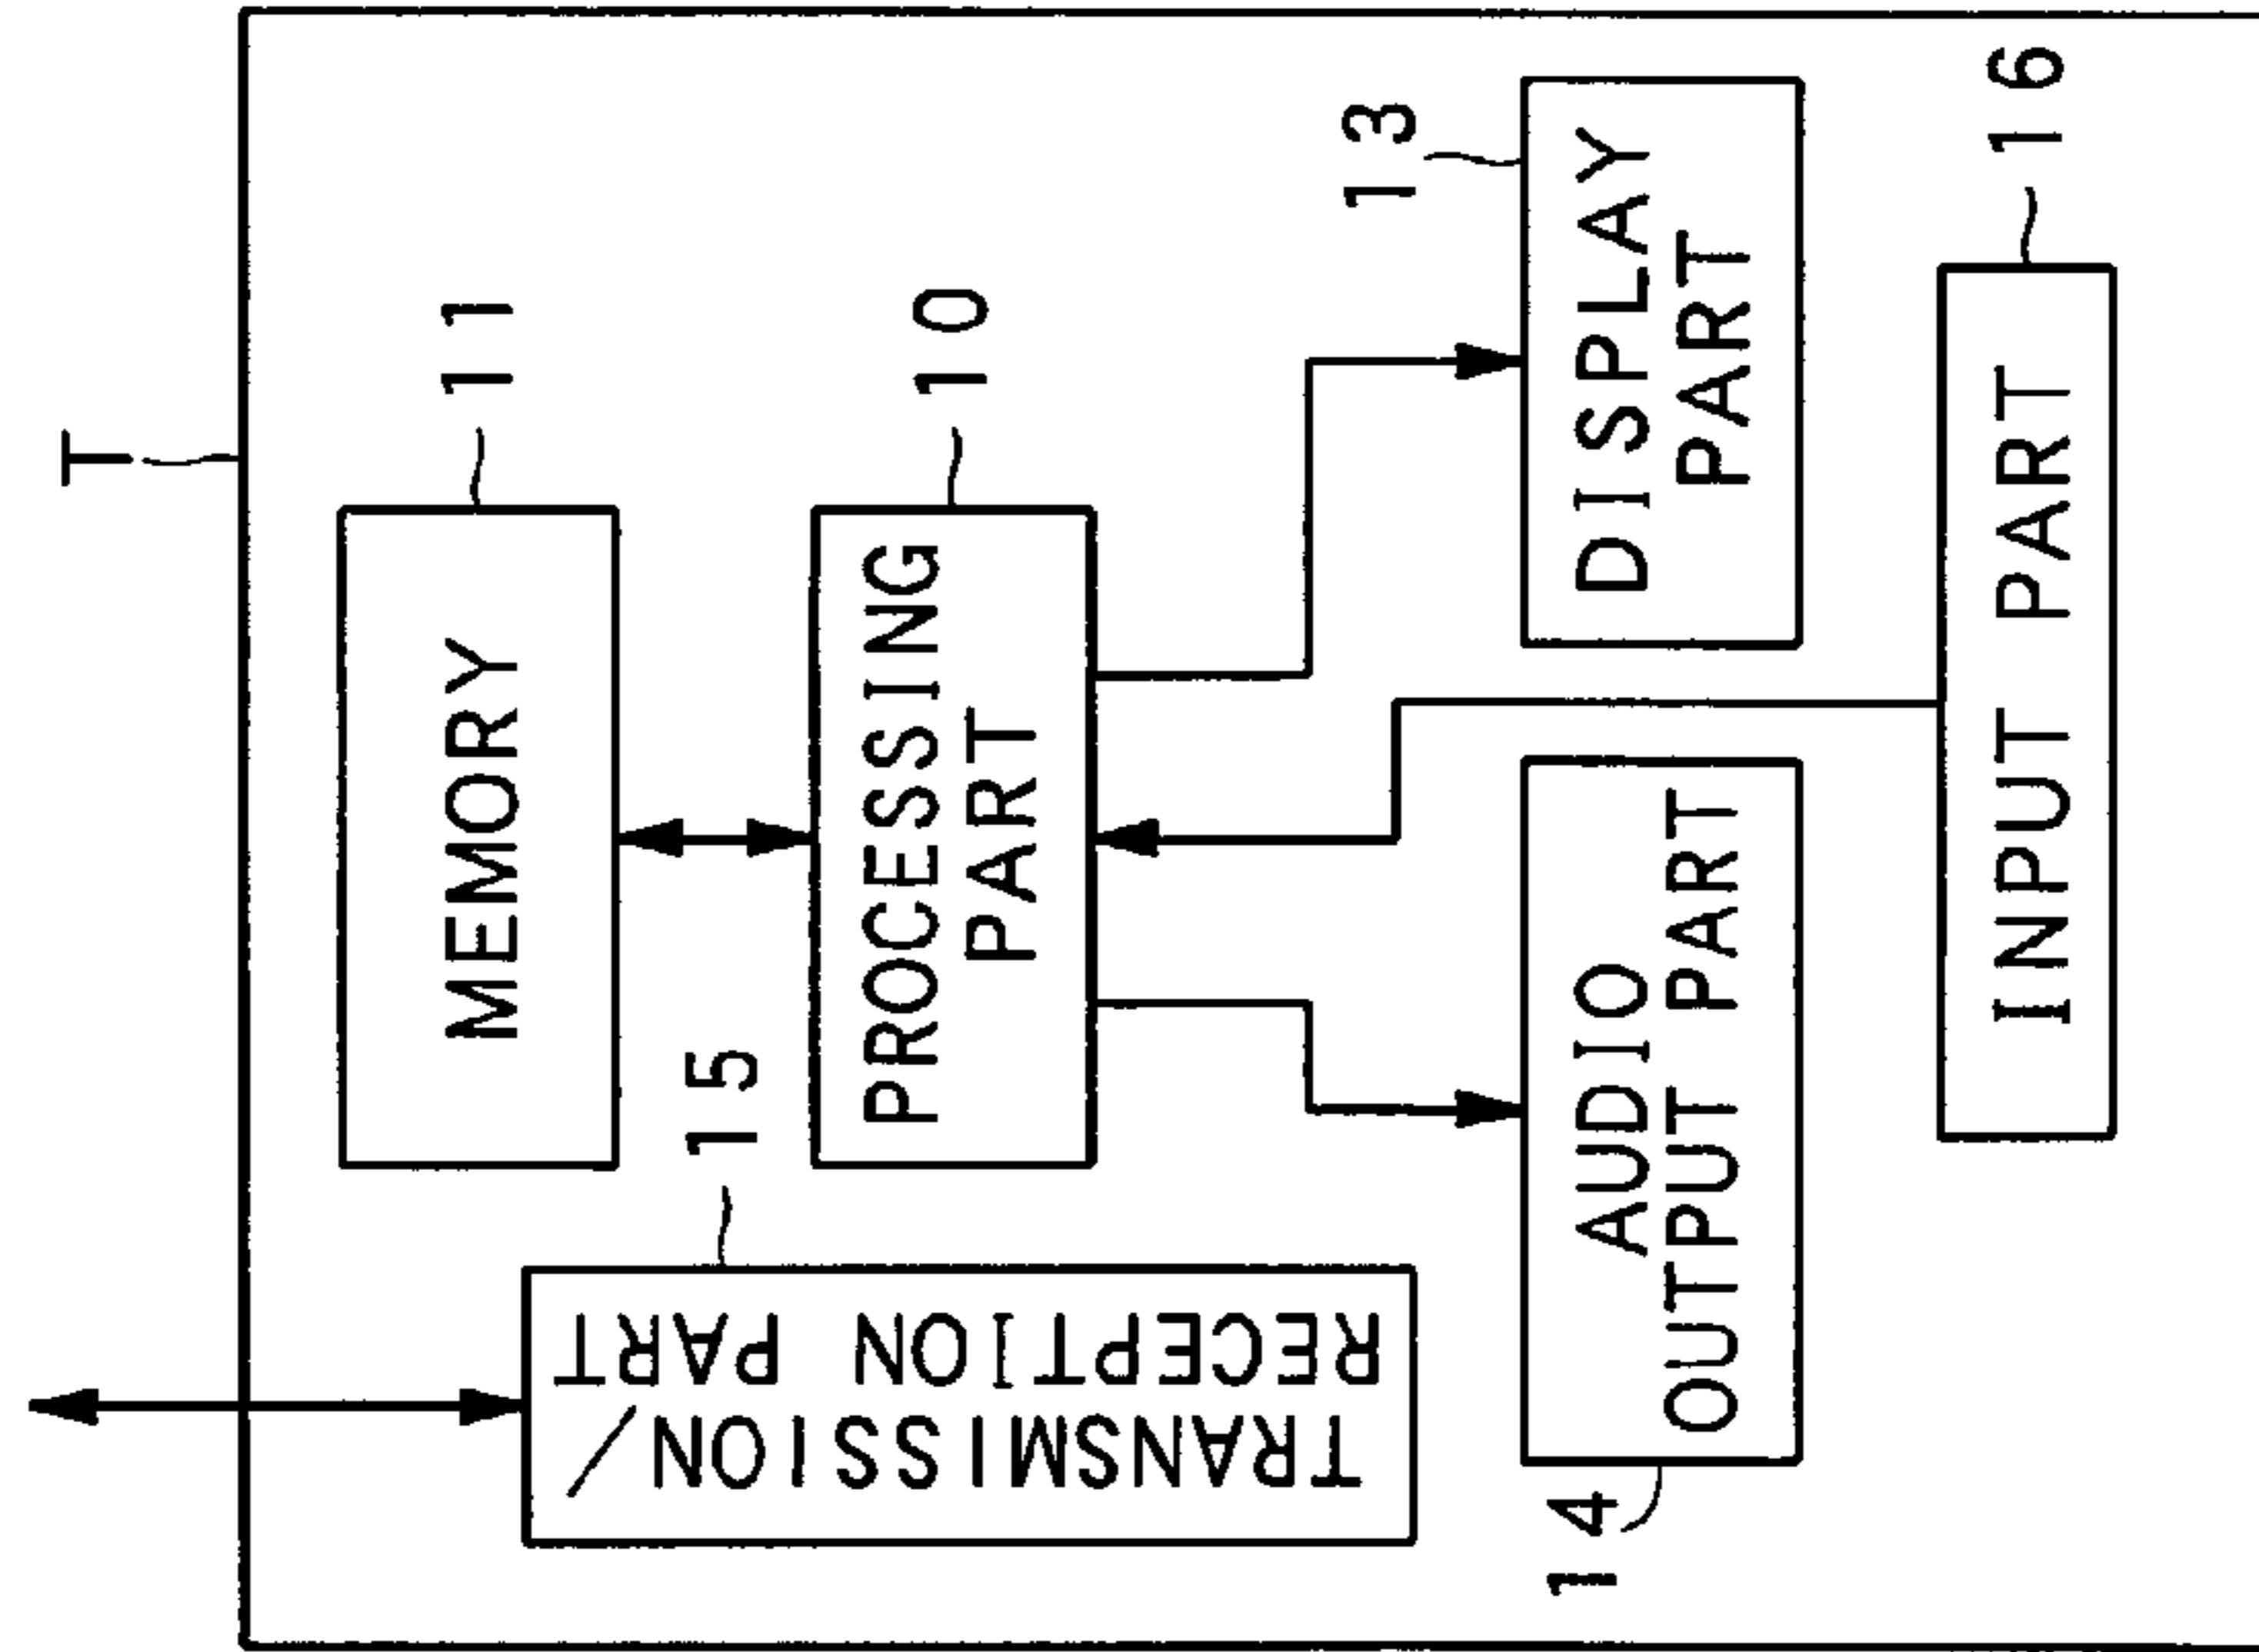 T
11
MEMORY
15
10
PROCESSING
PART
TRANSMISSION/
RECEPTION PART
13
DISPLAY
PART
14
AUDIO
OUTPUT PART
16
INPUT PART